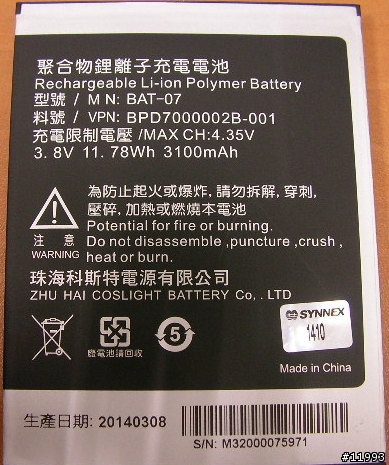 聚合物鋰離子充電電池
Rechargeable Li-ion Polymer Battery
型號 / M N: BAT-07
料號 / VPN: BPD7000002B-001
充電限制電壓 /MAX CH:4.35V
3. 8V 11. 78Wh 3100mAh
為防止起火或爆炸, 請勿拆解, 穿刺,
壓碎, 加熱或燃燒本電池
Potential for fire or burning.
注 意
Do not disassemble ,puncture ,crush ,
WARNING
heat or burn.
珠海科斯特電源有限公司
ZHU HAI COSLIGHT BATTERY Co. . LTD
SYNNEX
1410
5
廢電池請回收
Made in China
生產日期: 20140308
S/N: M32000075971
#11993